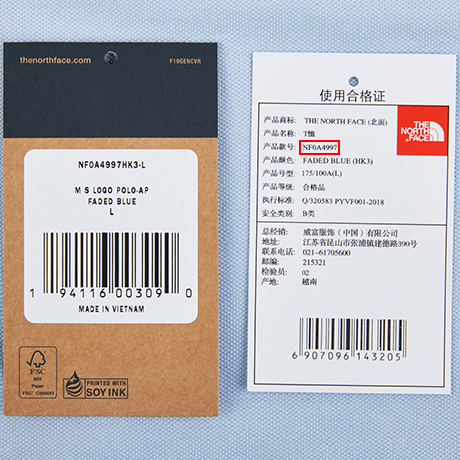 thenorthface.com
F19GENCVR
NF0A4997HK3-L
M S LOGO POLO-AP
FADED BLUE
L
1 94116 00309 0
MADE IN VIETNAM
FSC
MIX
Paper
PRINTED WITH
SOY INK
使用合格证
产品商标: THE NORTH FACE (北面)
产品名称: T恤
产品款号: NF0A4997
产品颜色: FADED BLUE (HK3)
产品号型: 175/100A(L)
产品等级: 合格品
执行标准: Q/320583 PYVF001-2018
安全类别: B类
THE
NORTH
FACE
总经销: 威富服饰（中国）有限公司
地址: 江苏省昆山市张浦镇建德路390号
联系电话: 021-61705600
邮编: 215321
检验员: 02
产地: 越南
6 907096 143205